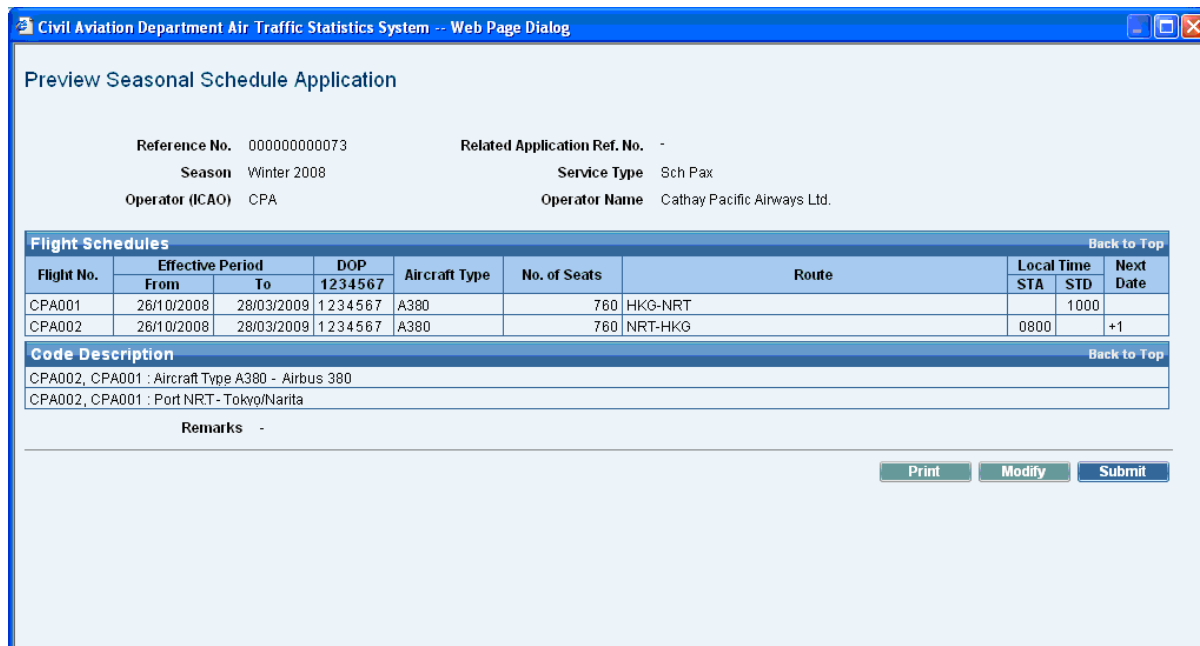 Civil Aviation Department Air Traffic Statistics System -- Web Page Dialog
Preview Seasonal Schedule Application
Reference No. 000000000073 Related Application Ref. No. -
Season Winter 2008 Service Type Sch Pax
Operator (ICAO) CPA Operator Name Cathay Pacific Airways Ltd.
Flight Schedules Back to Top
Flight No. Effective Period DOP Aircraft Type No. of Seats Route Local Time Next Date
From To 1234567 STA STD
CPA001 26/10/2008 28/03/2009 1234567 A380 760 HKG-NRT 1000
CPA002 26/10/2008 28/03/2009 1234567 A380 760 NRT-HKG 0800 +1
Code Description Back to Top
CPA002, CPA001 : Aircraft Type A380 - Airbus 380
CPA002, CPA001 : Port NRT - Tokyo/Narita
Remarks -
Print Modify Submit